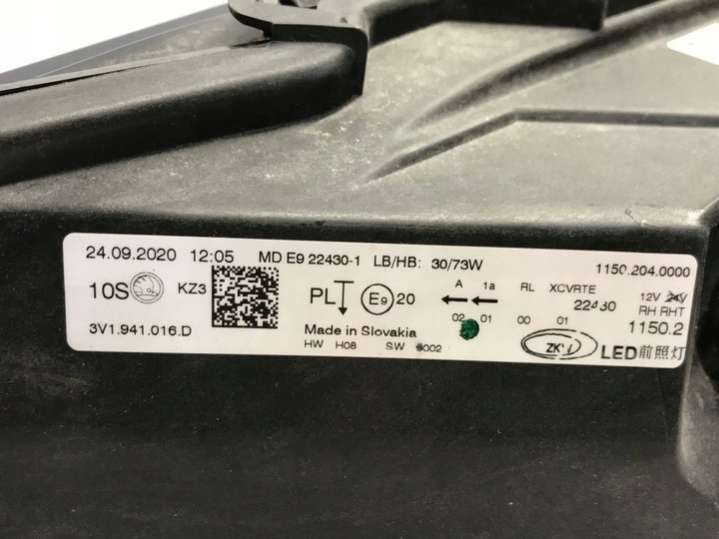 24.09.2020 12:05 MD E9 22430-1 LB/HB: 30/73W 1150.204.0000
10S KZ3 PL E9 20 A 1a RL XCVRTE 12V 24V
02 01 00 01 22430 RH RHT
3V1.941.016.D Made in Slovakia 1150.2
HW H08 SW 002 ZKW LED前照灯